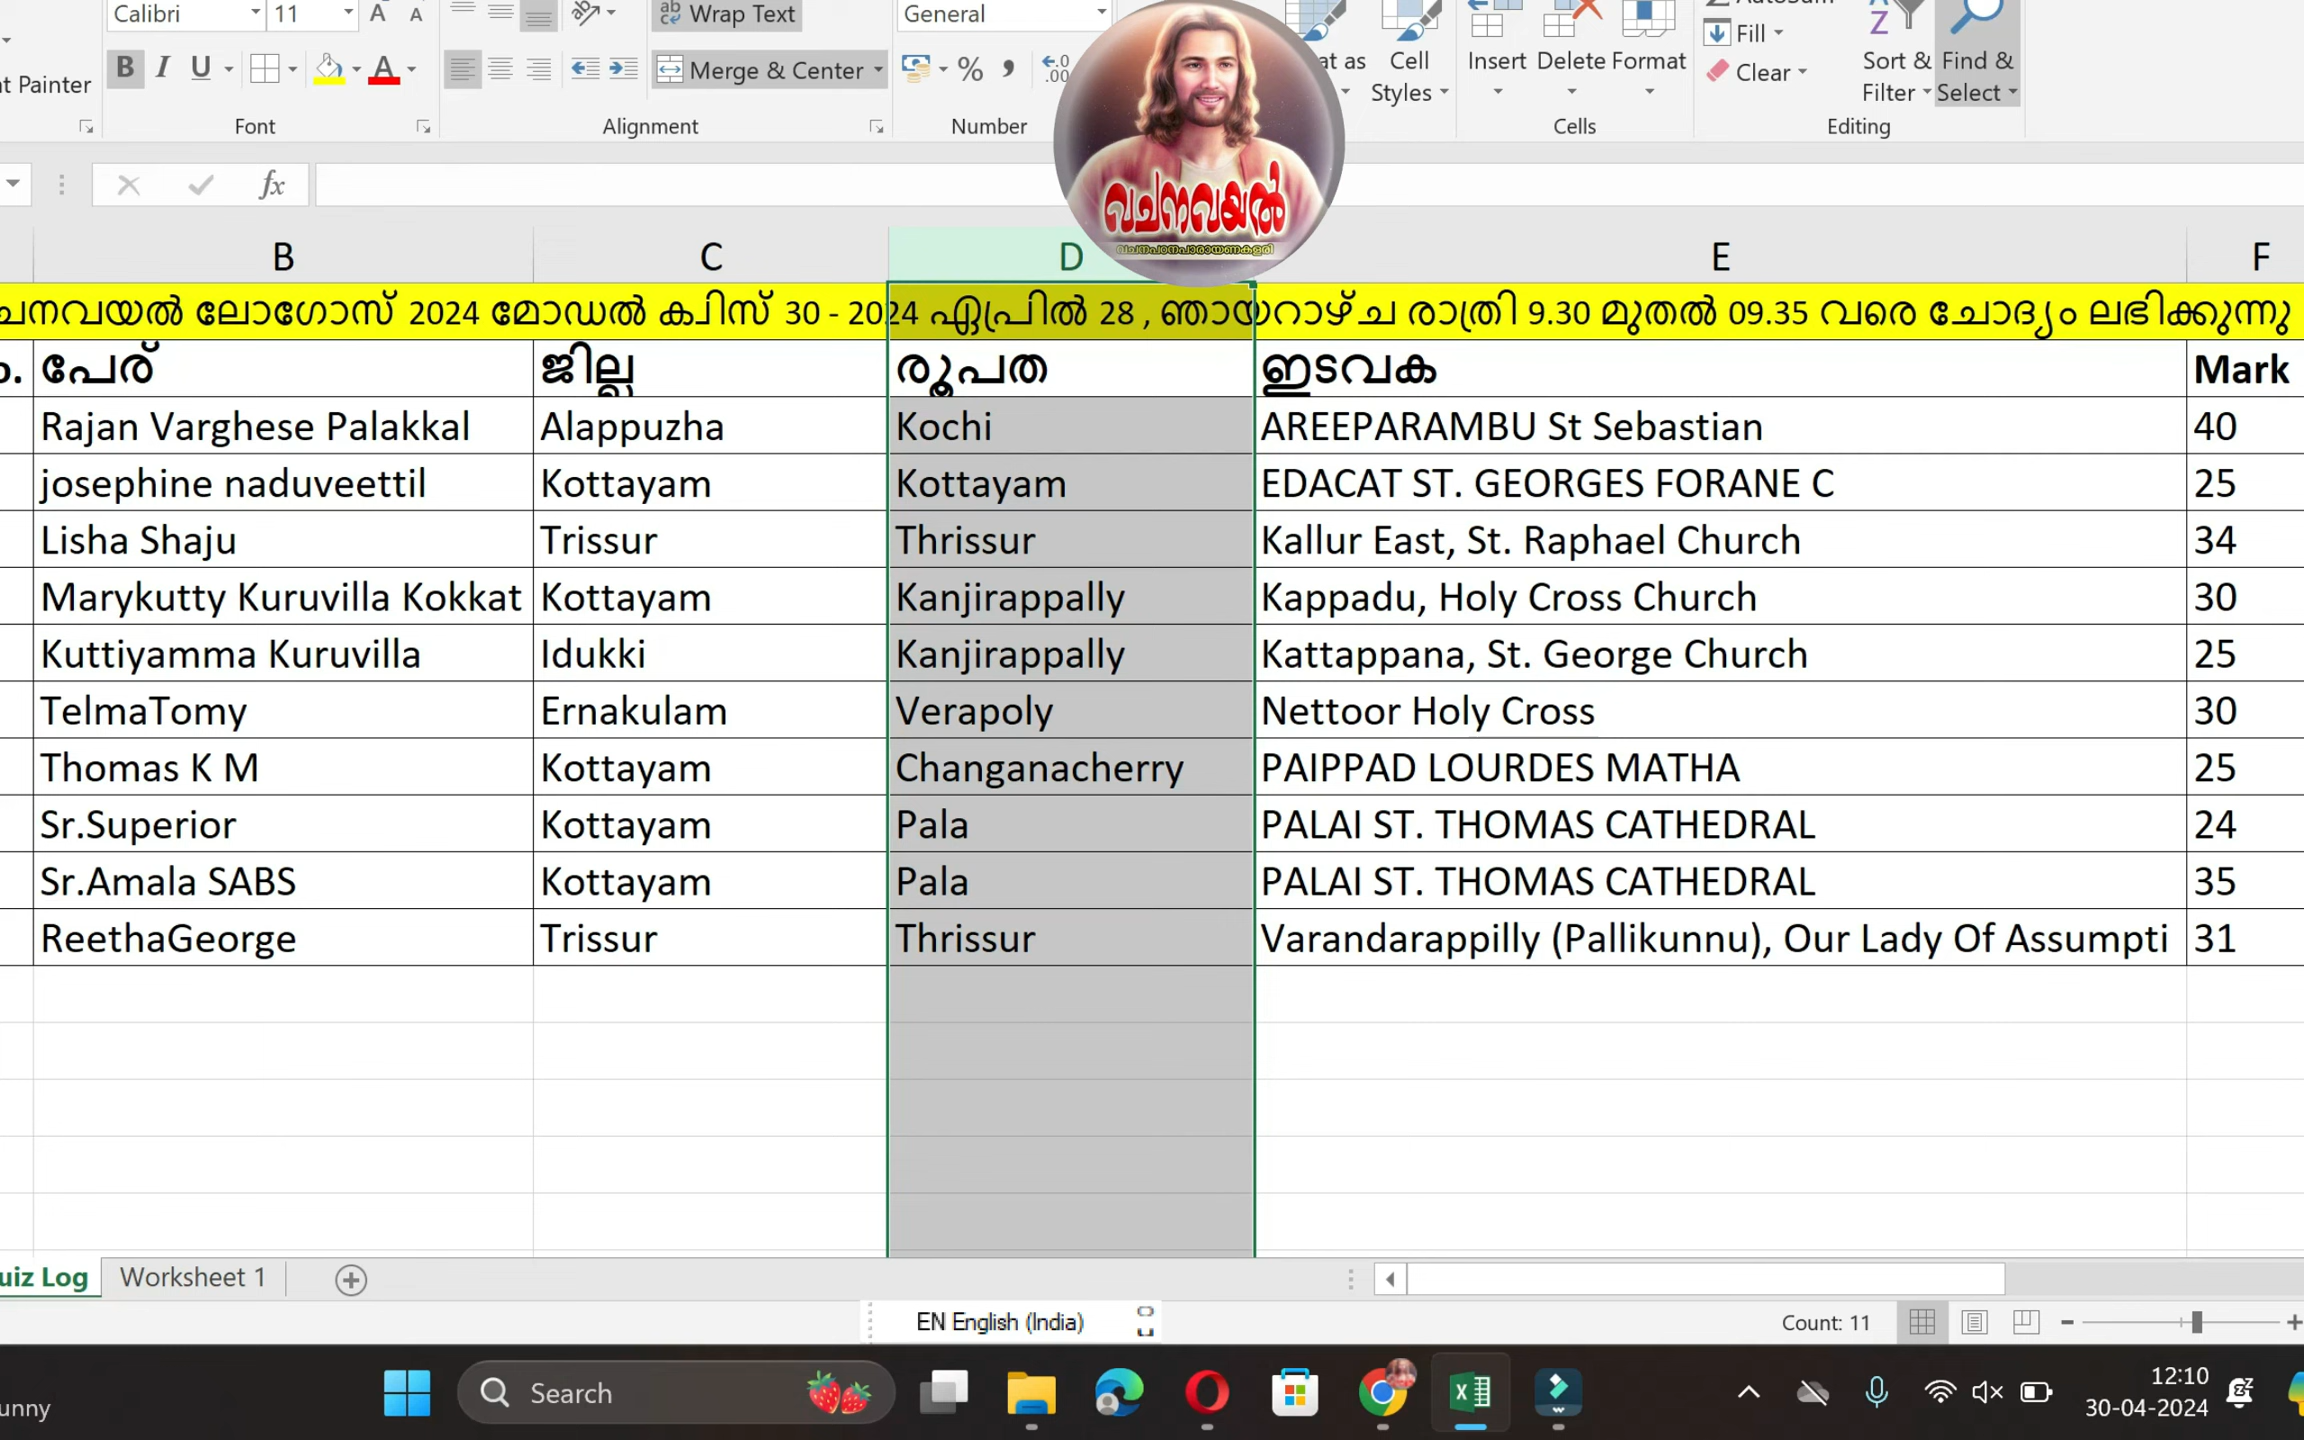 Calibri 11 A A Wrap Text General
Painter B I U A Merge & Center % .00 at as Cell Styles Insert Delete Format Fill Clear Sort & Filter Find & Select
Font Alignment Number Cells Editing
fx
വചനവയൽ
വചനപഠനപാരായണകളരി
B C D E F
ചനവയൽ ലോഗോസ് 2024 മോഡൽ ക്വിസ് 30 - 2024 ഏപ്രിൽ 28 , ഞായറാഴ്ച രാത്രി 9.30 മുതൽ 09.35 വരെ ചോദ്യം ലഭിക്കുന്നു
o. പേര് ജില്ല രൂപത ഇടവക Mark
Rajan Varghese Palakkal Alappuzha Kochi AREEPARAMBU St Sebastian 40
josephine naduveettil Kottayam Kottayam EDACAT ST. GEORGES FORANE C 25
Lisha Shaju Trissur Thrissur Kallur East, St. Raphael Church 34
Marykutty Kuruvilla Kokkat Kottayam Kanjirappally Kappadu, Holy Cross Church 30
Kuttiyamma Kuruvilla Idukki Kanjirappally Kattappana, St. George Church 25
TelmaTomy Ernakulam Verapoly Nettoor Holy Cross 30
Thomas K M Kottayam Changanacherry PAIPPAD LOURDES MATHA 25
Sr.Superior Kottayam Pala PALAI ST. THOMAS CATHEDRAL 24
Sr.Amala SABS Kottayam Pala PALAI ST. THOMAS CATHEDRAL 35
ReethaGeorge Trissur Thrissur Varandarappilly (Pallikunnu), Our Lady Of Assumpti 31
uiz Log Worksheet 1
EN English (India) Count: 11
Search 12:10
unny 30-04-2024